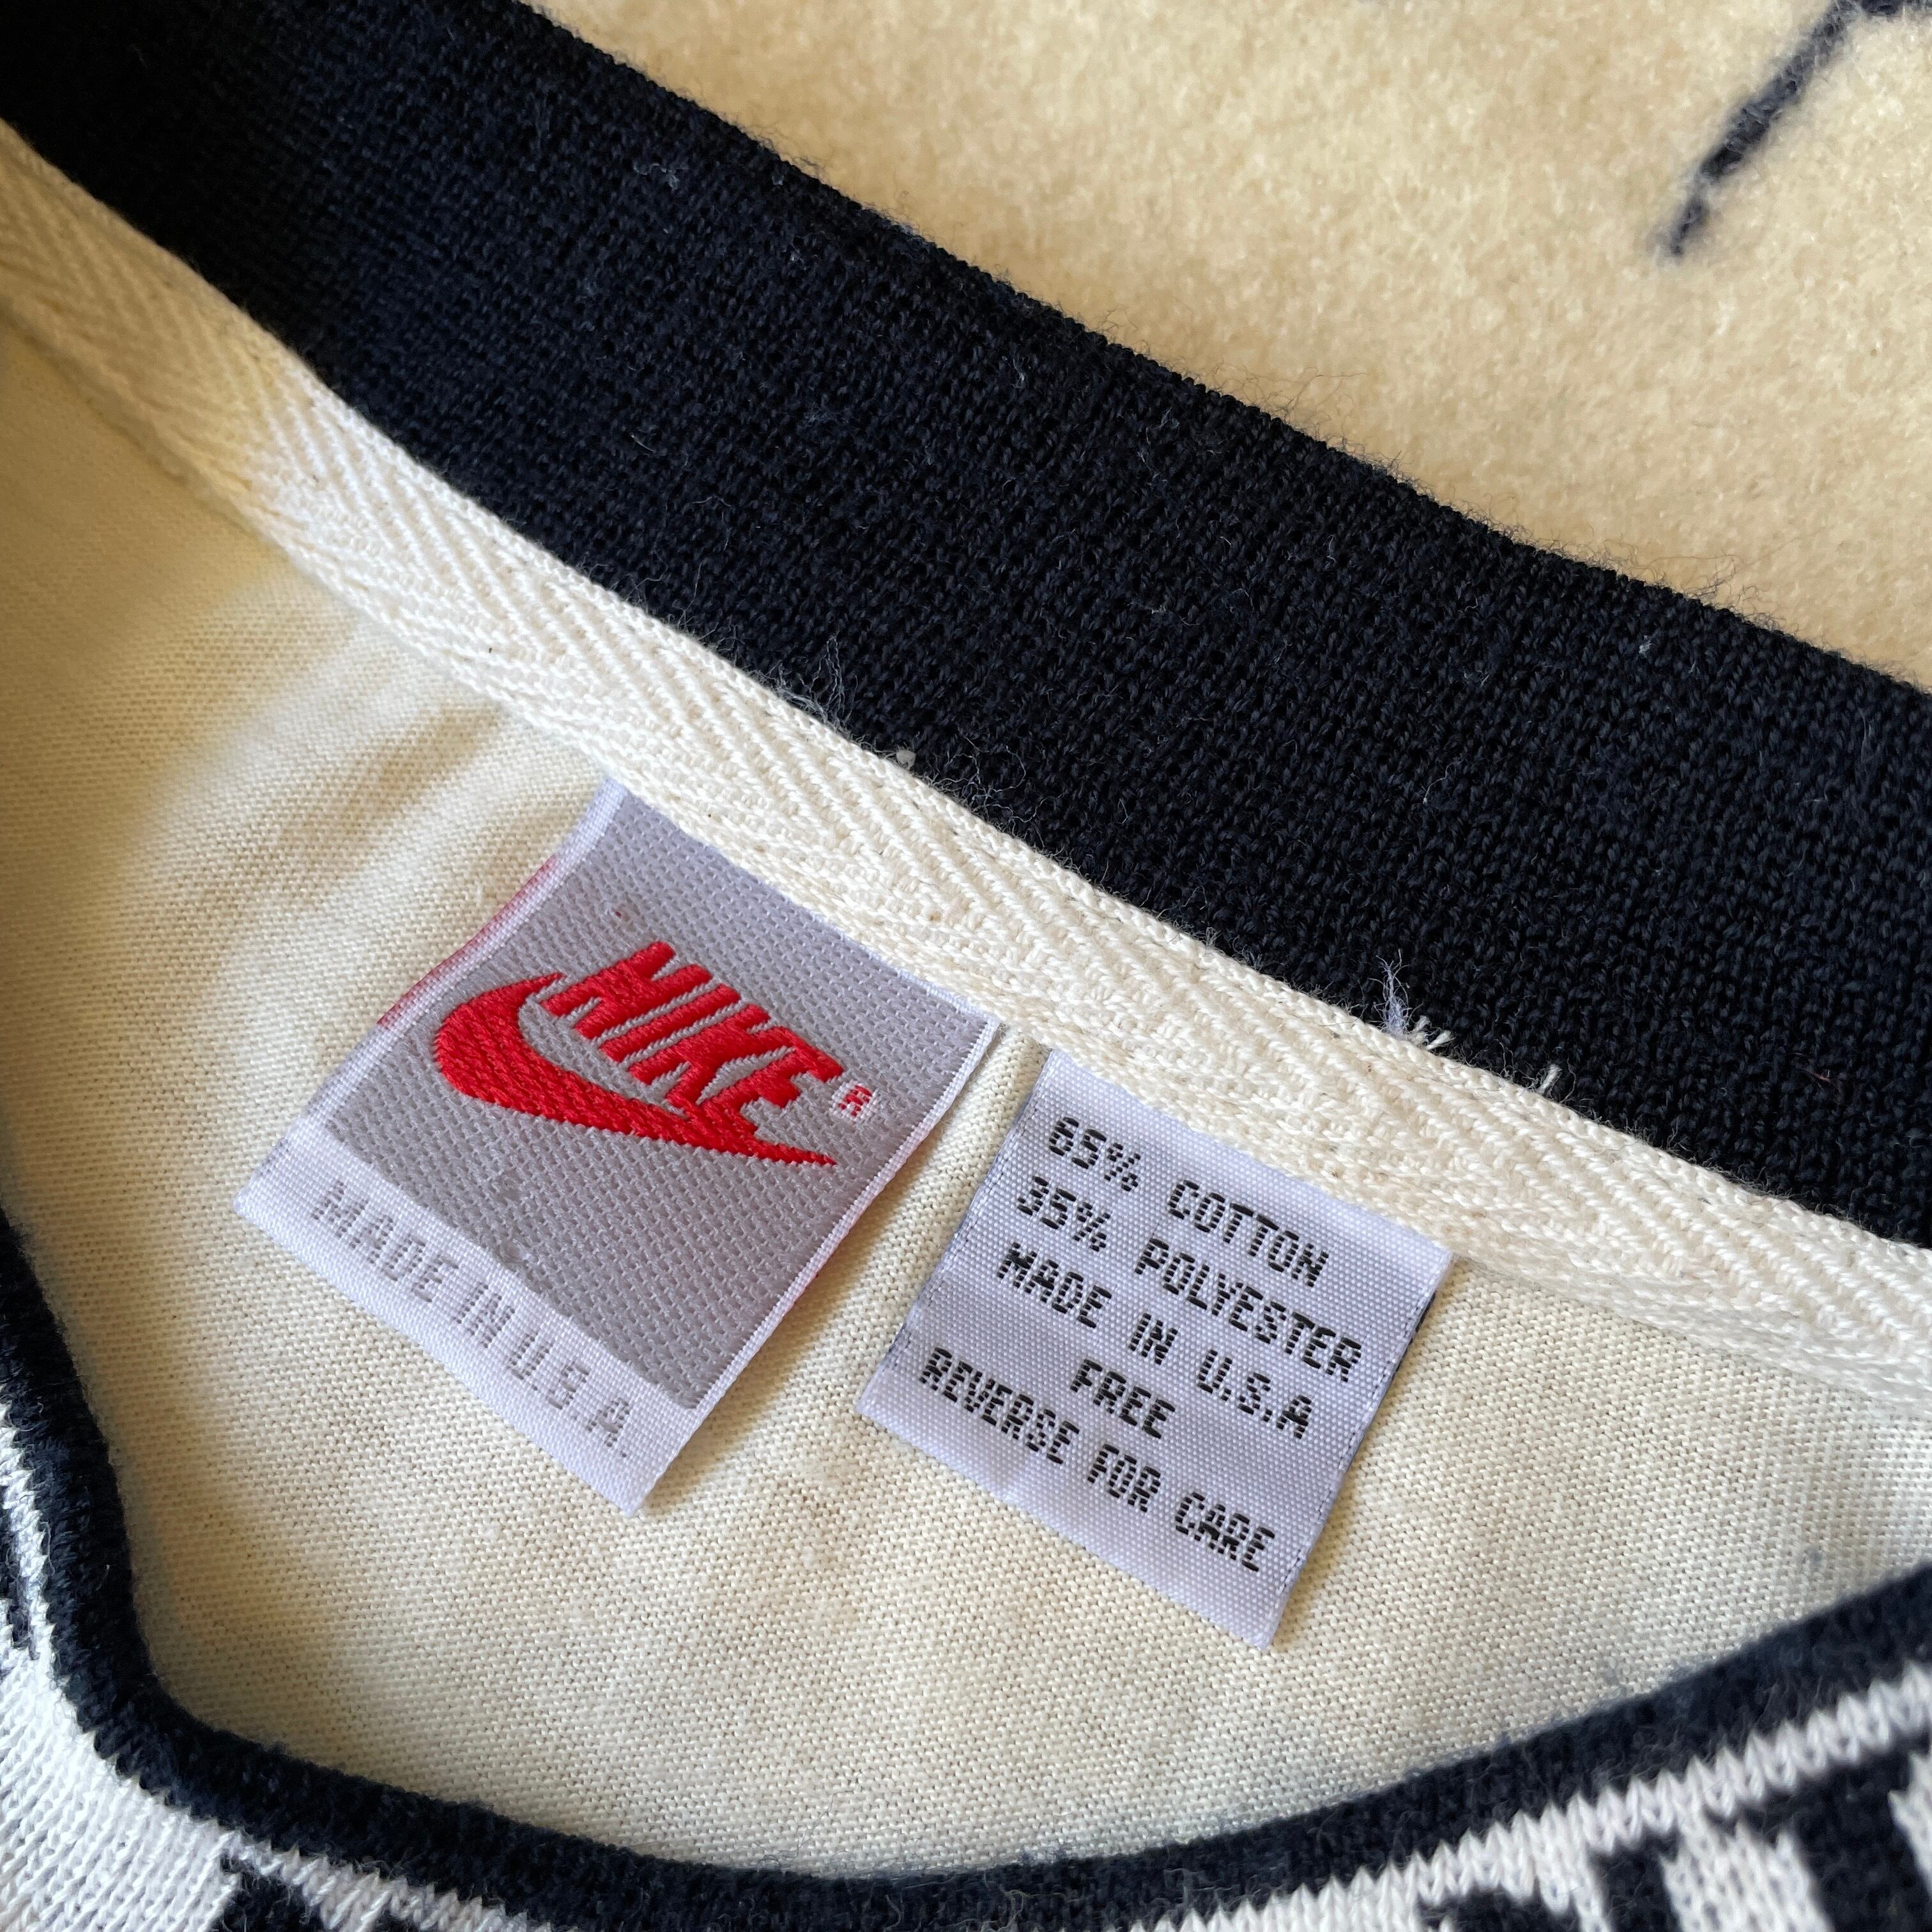 NIKE®
MADE IN U.S.A.
65% COTTON
35% POLYESTER
MADE IN U.S.A
FREE
REVERSE FOR CARE